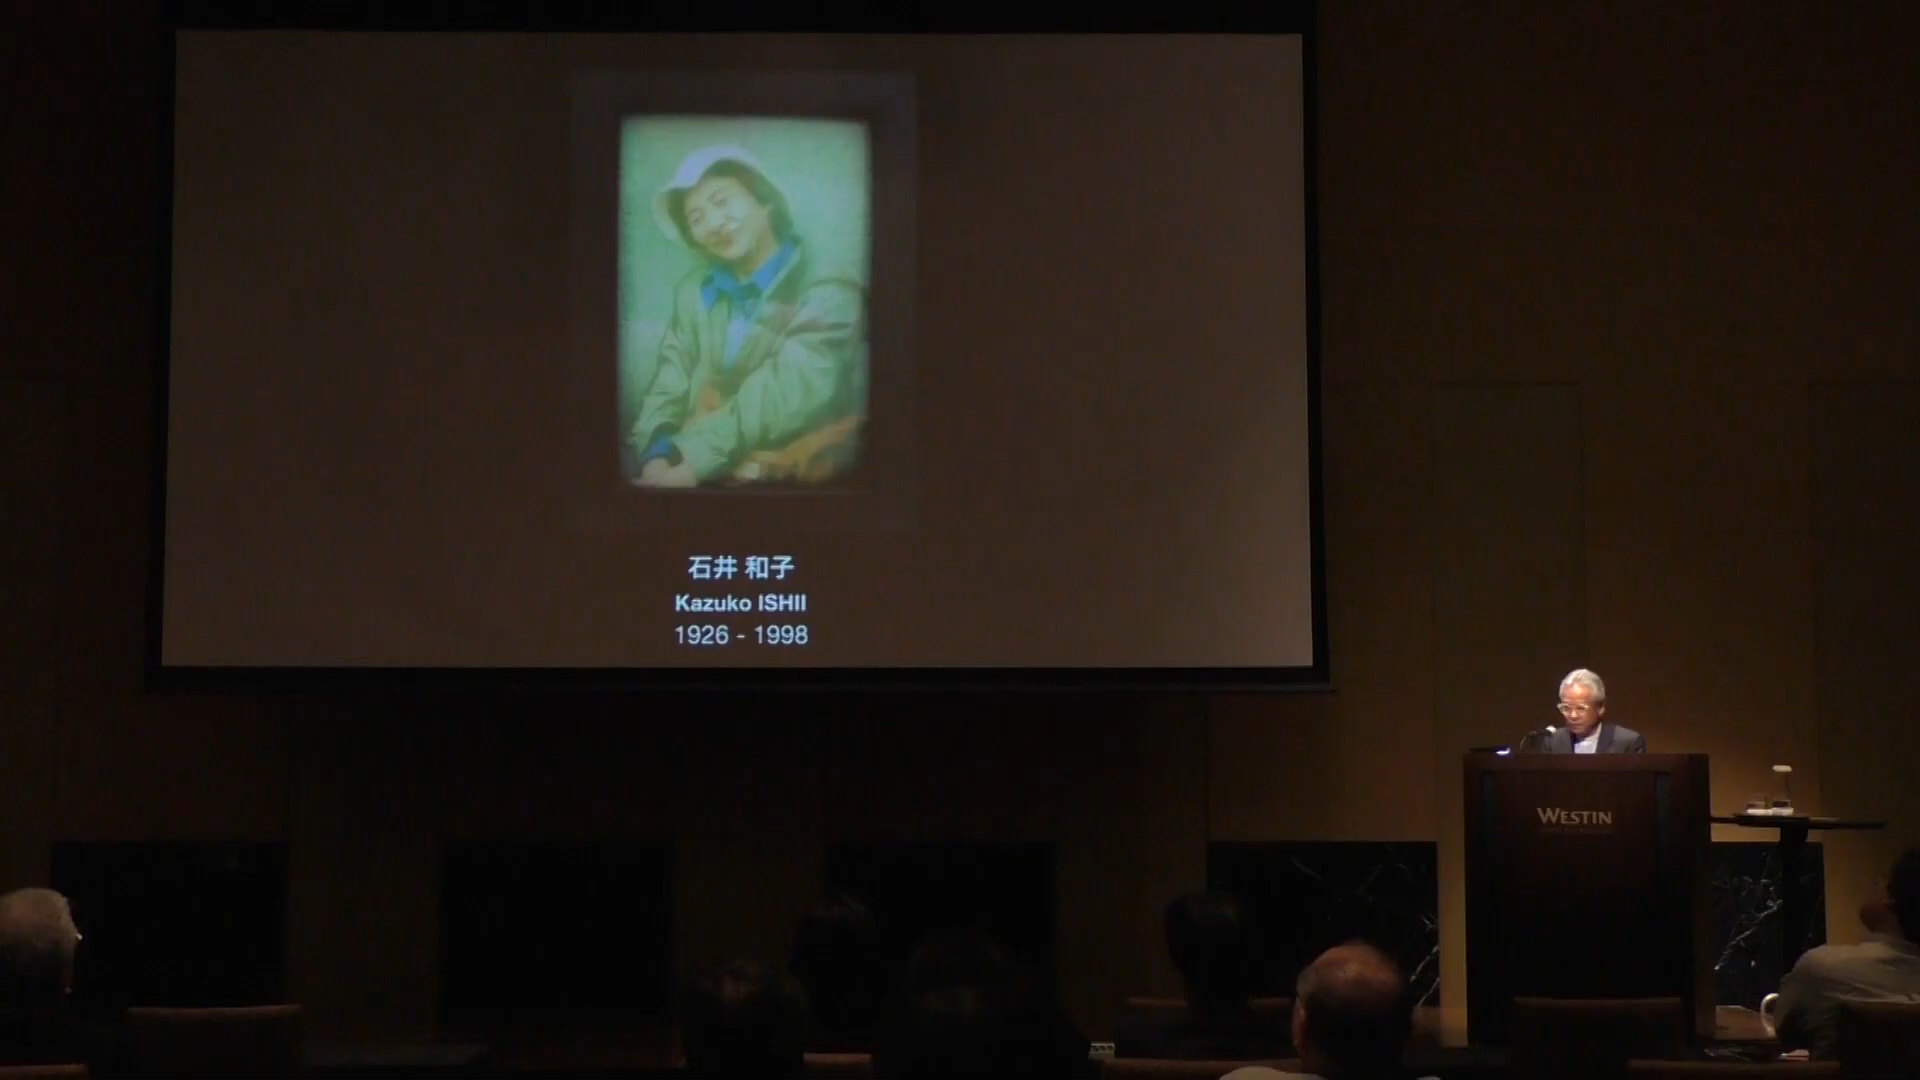 石井 和子
Kazuko ISHII
1926 - 1998
WESTIN